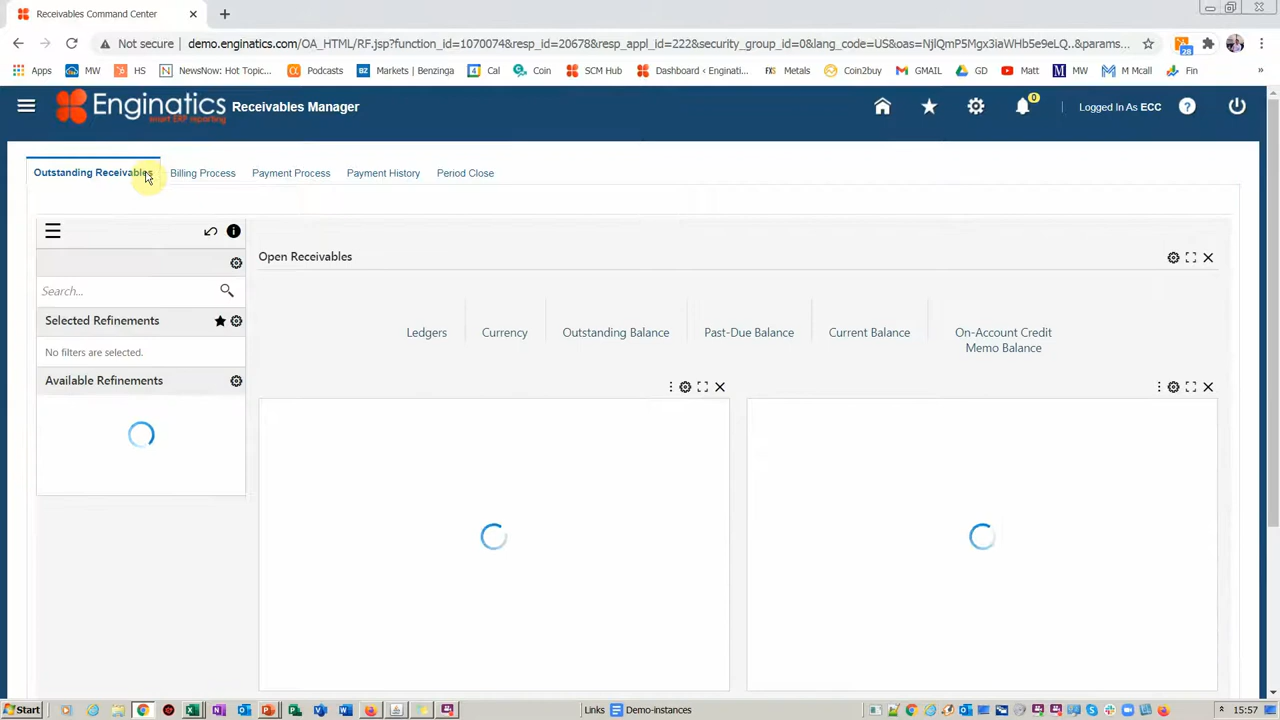 Receivables Command Center
Not secure
demo.enginatics.com/OA_HTML/RF.jsp?function_id=1070074&resp_id=20678&resp_appl_id=222&security_group_id=0&lang_code=US&oas=NjlQmP5Mgx3iaWHb5e9eLQ..&params...
28
Apps MW HS NewsNow: Hot Topic... Podcasts Markets | Benzinga Cal Coin SCM Hub Dashboard ‹ Enginati... Metals Coin2buy GMAIL GD Matt MW M Mcall Fin »
Enginatics
smart ERP reporting
Receivables Manager
0
Logged In As ECC
Outstanding Receivables Billing Process Payment Process Payment History Period Close
Search...
Selected Refinements
No filters are selected.
Available Refinements
Open Receivables
Ledgers Currency Outstanding Balance Past-Due Balance Current Balance On-Account Credit
Memo Balance
Start Links Demo-instances 15:57